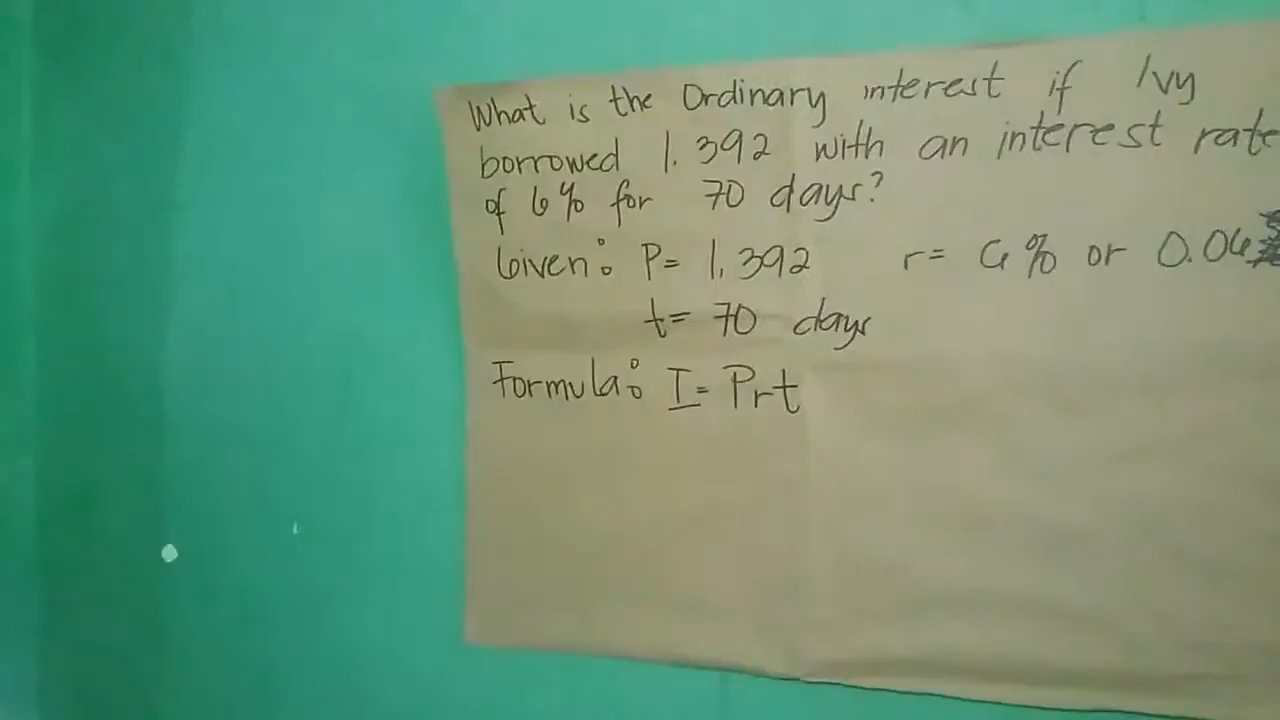 What is the Ordinary interest if Ivy
borrowed 1.392 with an interest rate
of 6% for 70 days?
Given: P= 1,392 r= 6% or 0.06
t= 70 days
Formula: I= Prt